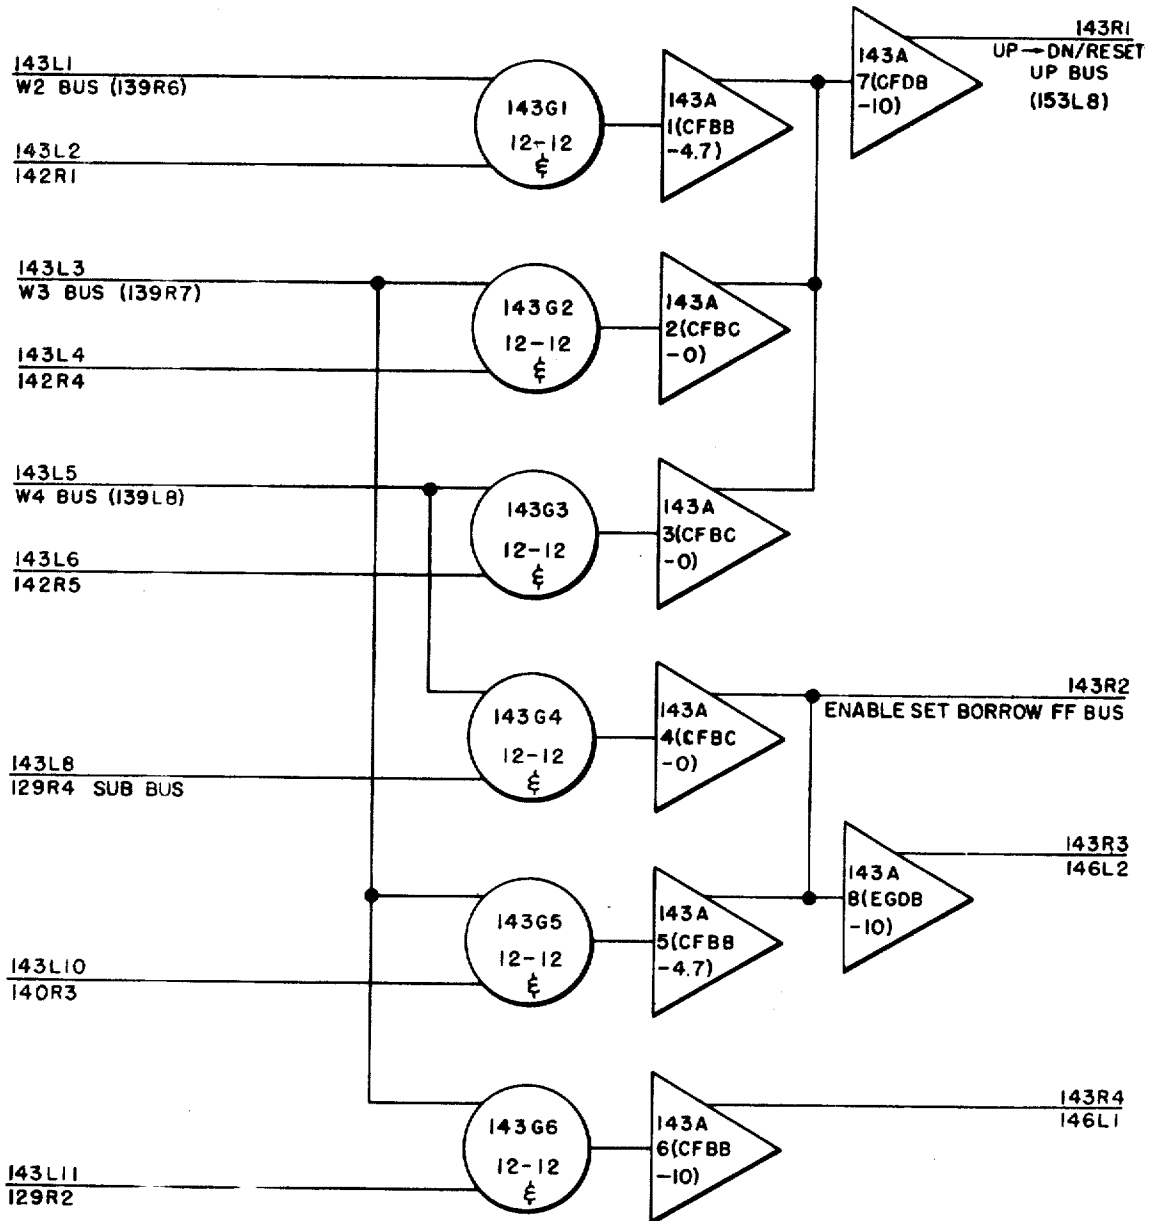 143L1
W2 BUS (139R6)
143L2
142R1
143G1
12-12
&
143A
1(CFBB
-4.7)
143A
7(CFDB
-10)
143R1
UP→DN/RESET
UP BUS
(153L8)
143L3
W3 BUS (139R7)
143L4
142R4
143G2
12-12
&
143A
2(CFBC
-0)
143L5
W4 BUS (139L8)
143L6
142R5
143G3
12-12
&
143A
3(CFBC
-0)
143L8
129R4 SUB BUS
143G4
12-12
&
143A
4(CFBC
-0)
143R2
ENABLE SET BORROW FF BUS
143L10
140R3
143G5
12-12
&
143A
5(CFBB
-4.7)
143A
8(EGDB
-10)
143R3
146L2
143L11
129R2
143G6
12-12
&
143A
6(CFBB
-10)
143R4
146L1